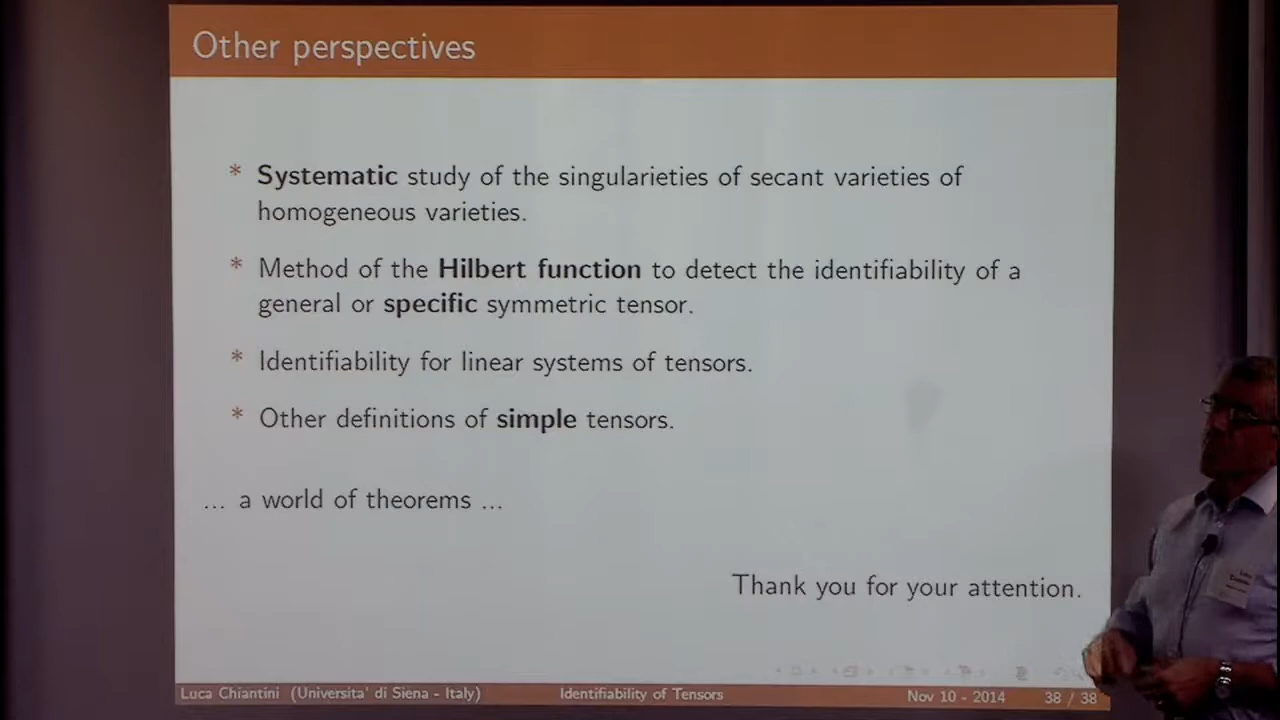 Other perspectives
* Systematic study of the singularieties of secant varieties of
homogeneous varieties.
* Method of the Hilbert function to detect the identifiability of a
general or specific symmetric tensor.
* Identifiability for linear systems of tensors.
* Other definitions of simple tensors.
... a world of theorems ...
Thank you for your attention.
Luca Chiantini (Universita' di Siena - Italy) Identifiability of Tensors Nov 10 - 2014 38 / 38